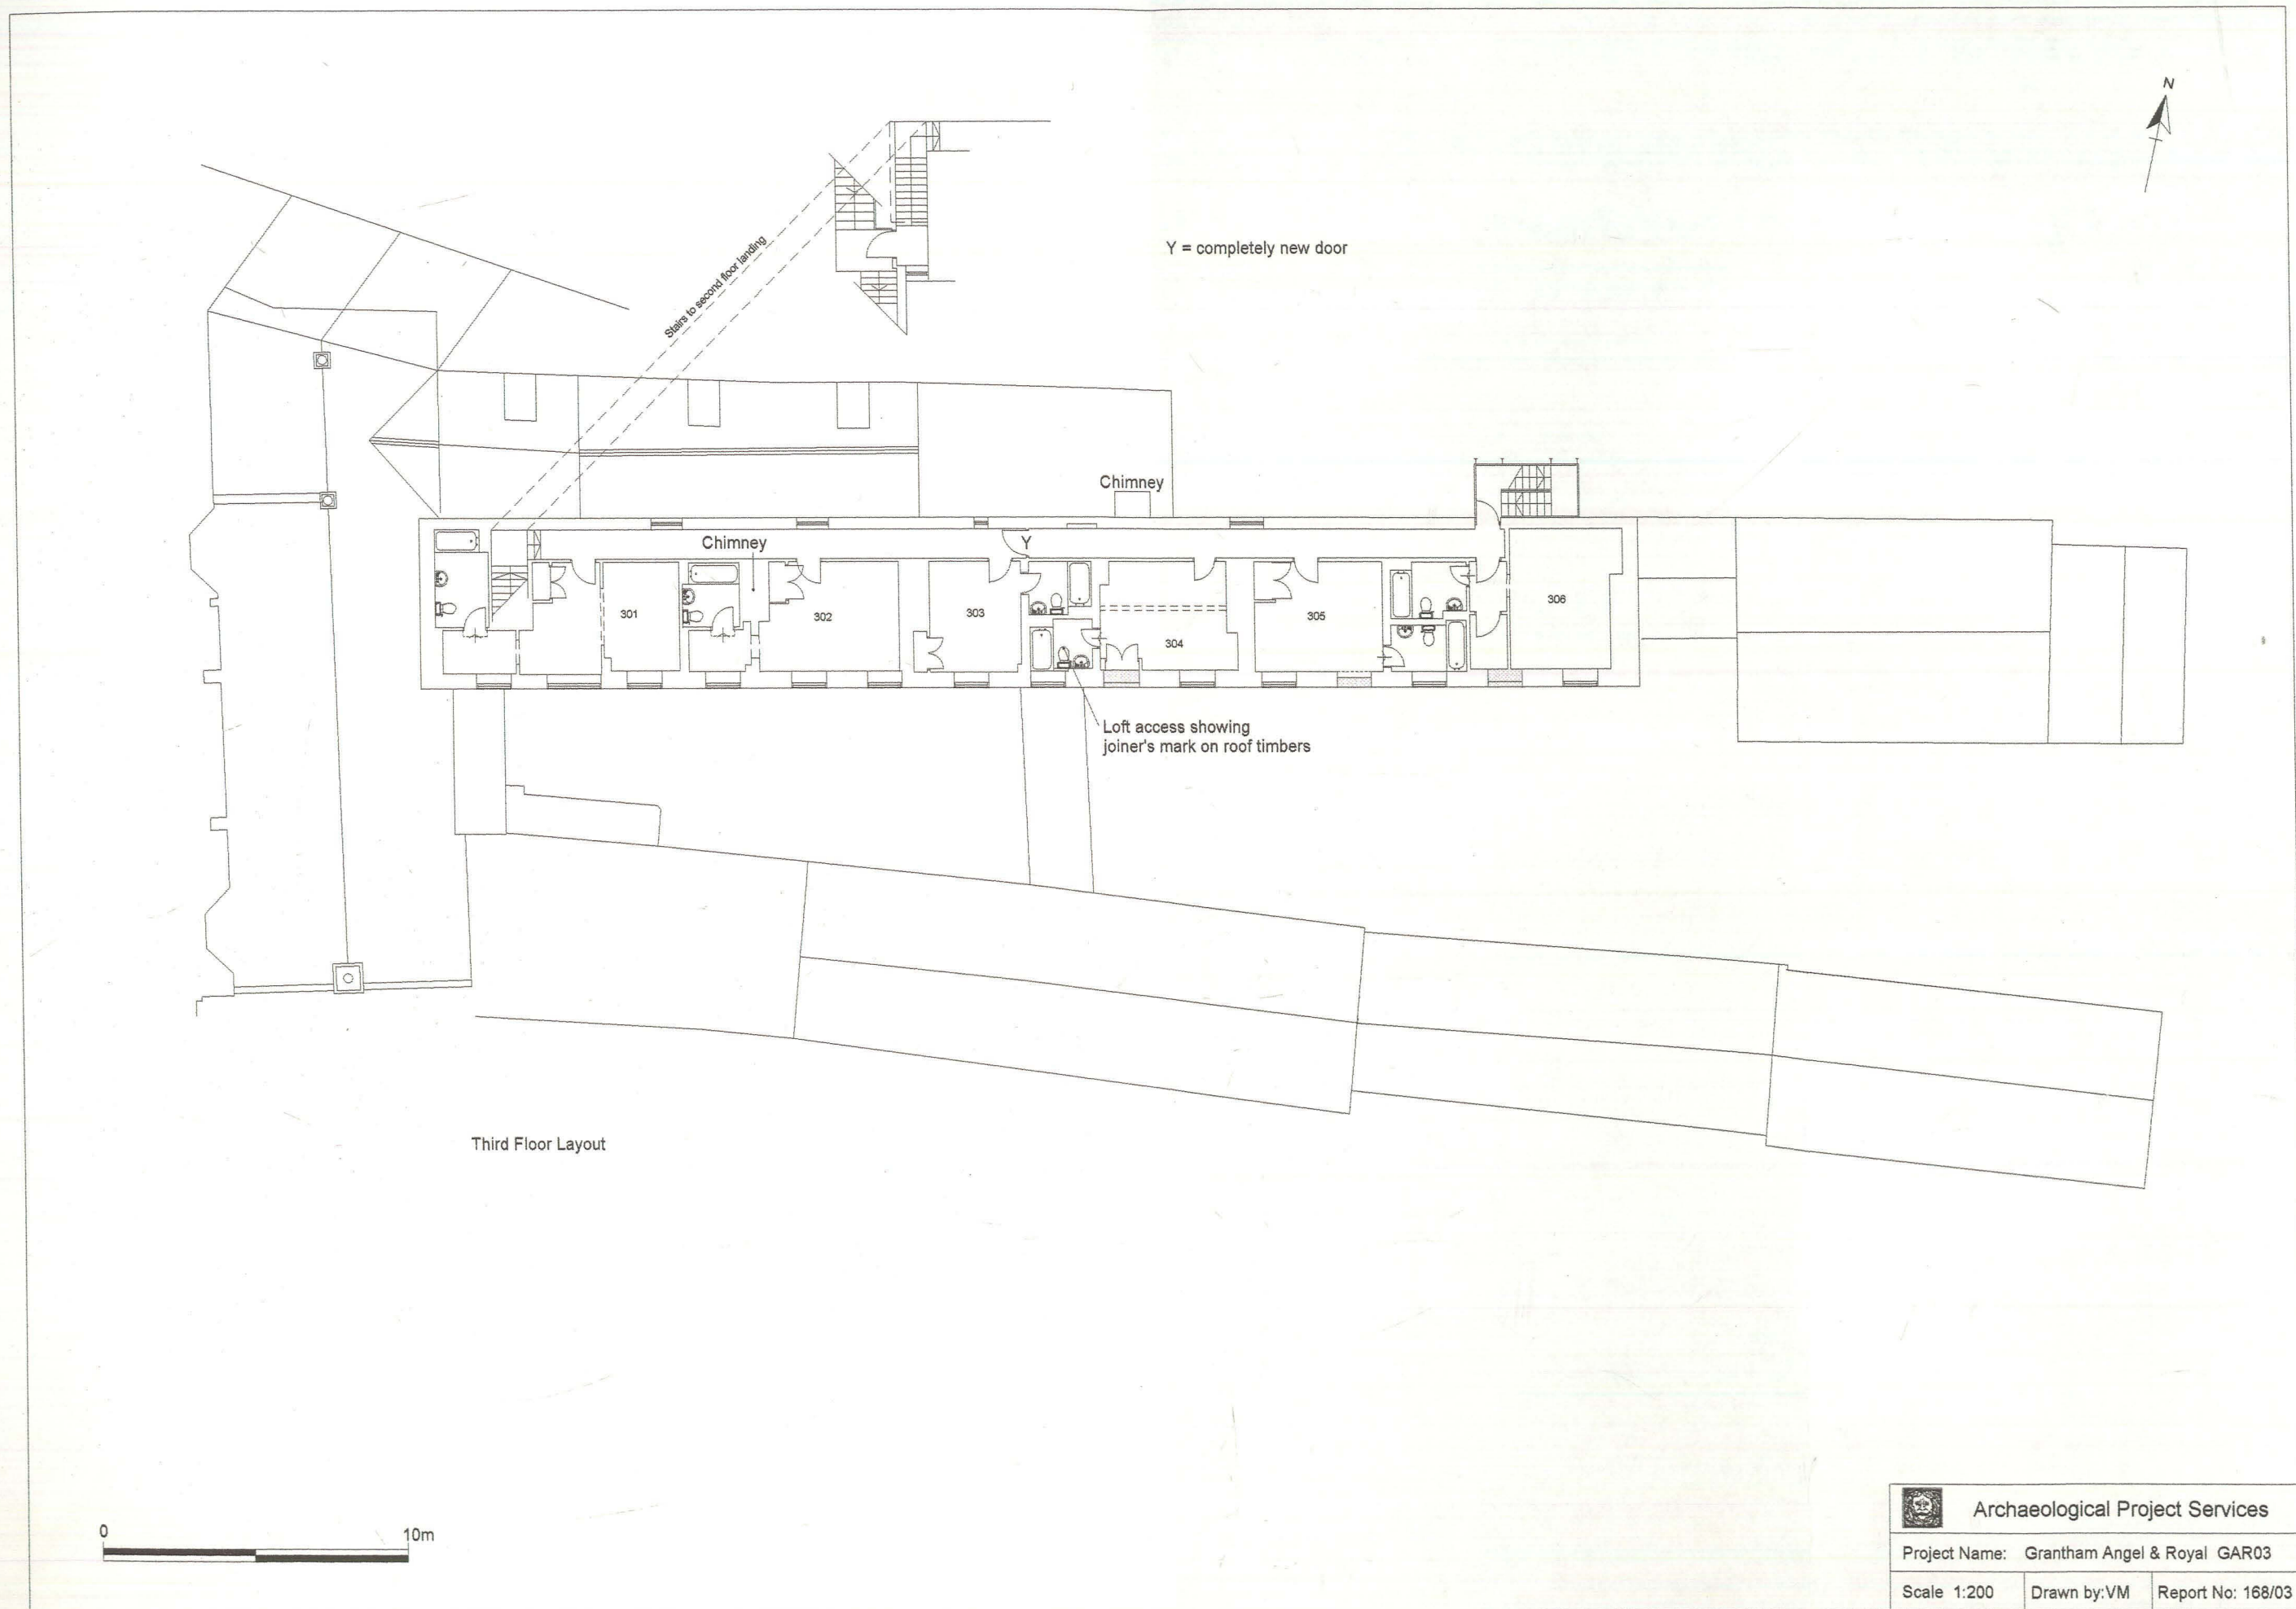 N
Stairs to second floor landing
Y = completely new door
Chimney
Chimney
Y
301
302
303
304
305
306
Loft access showing
joiner's mark on roof timbers
Third Floor Layout
0 10m
Archaeological Project Services
Project Name: Grantham Angel & Royal GAR03
Scale 1:200 Drawn by:VM Report No: 168/03